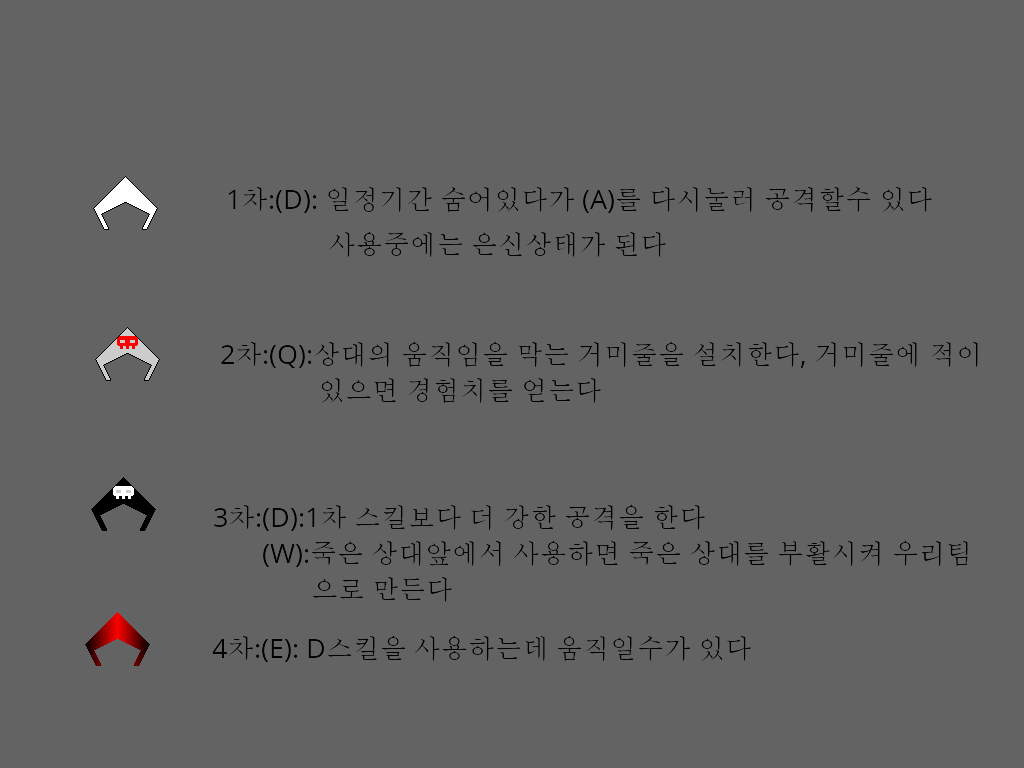 1차:(D): 일정기간 숨어있다가 (A)를 다시눌러 공격할수 있다
사용중에는 은신상태가 된다
2차:(Q):상대의 움직임을 막는 거미줄을 설치한다, 거미줄에 적이
있으면 경험치를 얻는다
3차:(D):1차 스킬보다 더 강한 공격을 한다
(W):죽은 상대앞에서 사용하면 죽은 상대를 부활시켜 우리팀
으로 만든다
4차:(E): D스킬을 사용하는데 움직일수가 있다